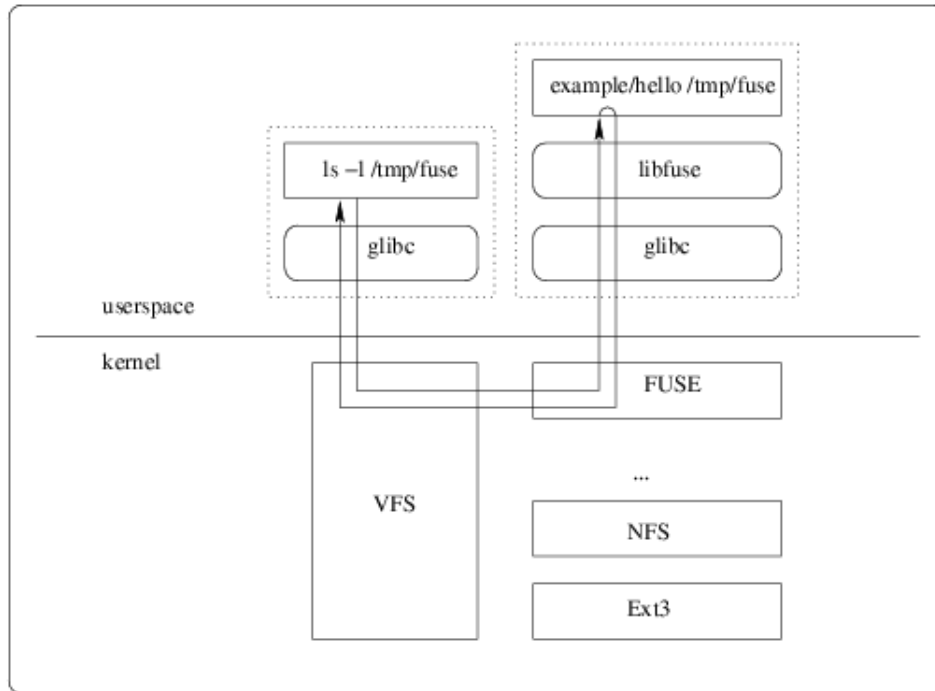 example/hello /tmp/fuse
ls −l /tmp/fuse
libfuse
glibc
glibc
userspace
kernel
FUSE
...
VFS
NFS
Ext3